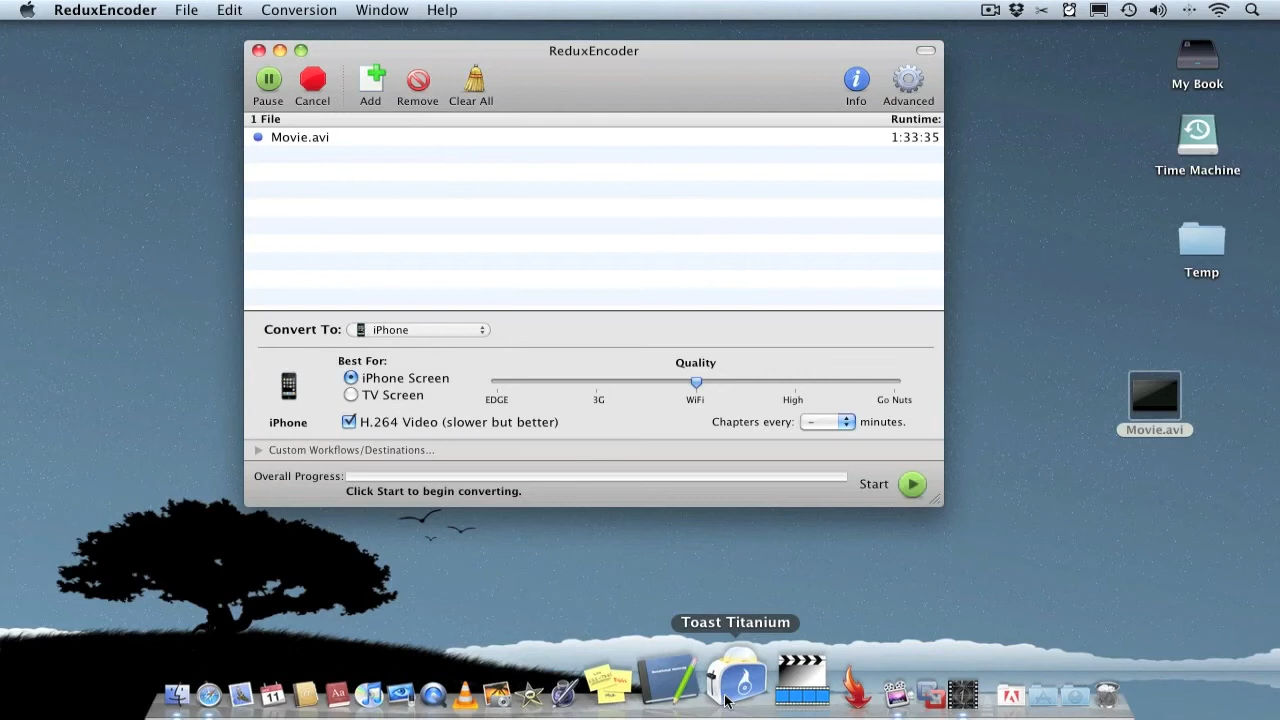 ReduxEncoder File Edit Conversion Window Help
ReduxEncoder
Pause Cancel Add Remove Clear All Info Advanced
1 File Runtime:
Movie.avi 1:33:35
Convert To: iPhone
Best For: Quality
iPhone Screen
TV Screen
EDGE 3G WiFi High Go Nuts
iPhone H.264 Video (slower but better) Chapters every: – minutes.
Custom Workflows/Destinations...
Overall Progress: Start
Click Start to begin converting.
My Book
Time Machine
Temp
Movie.avi
Toast Titanium
11